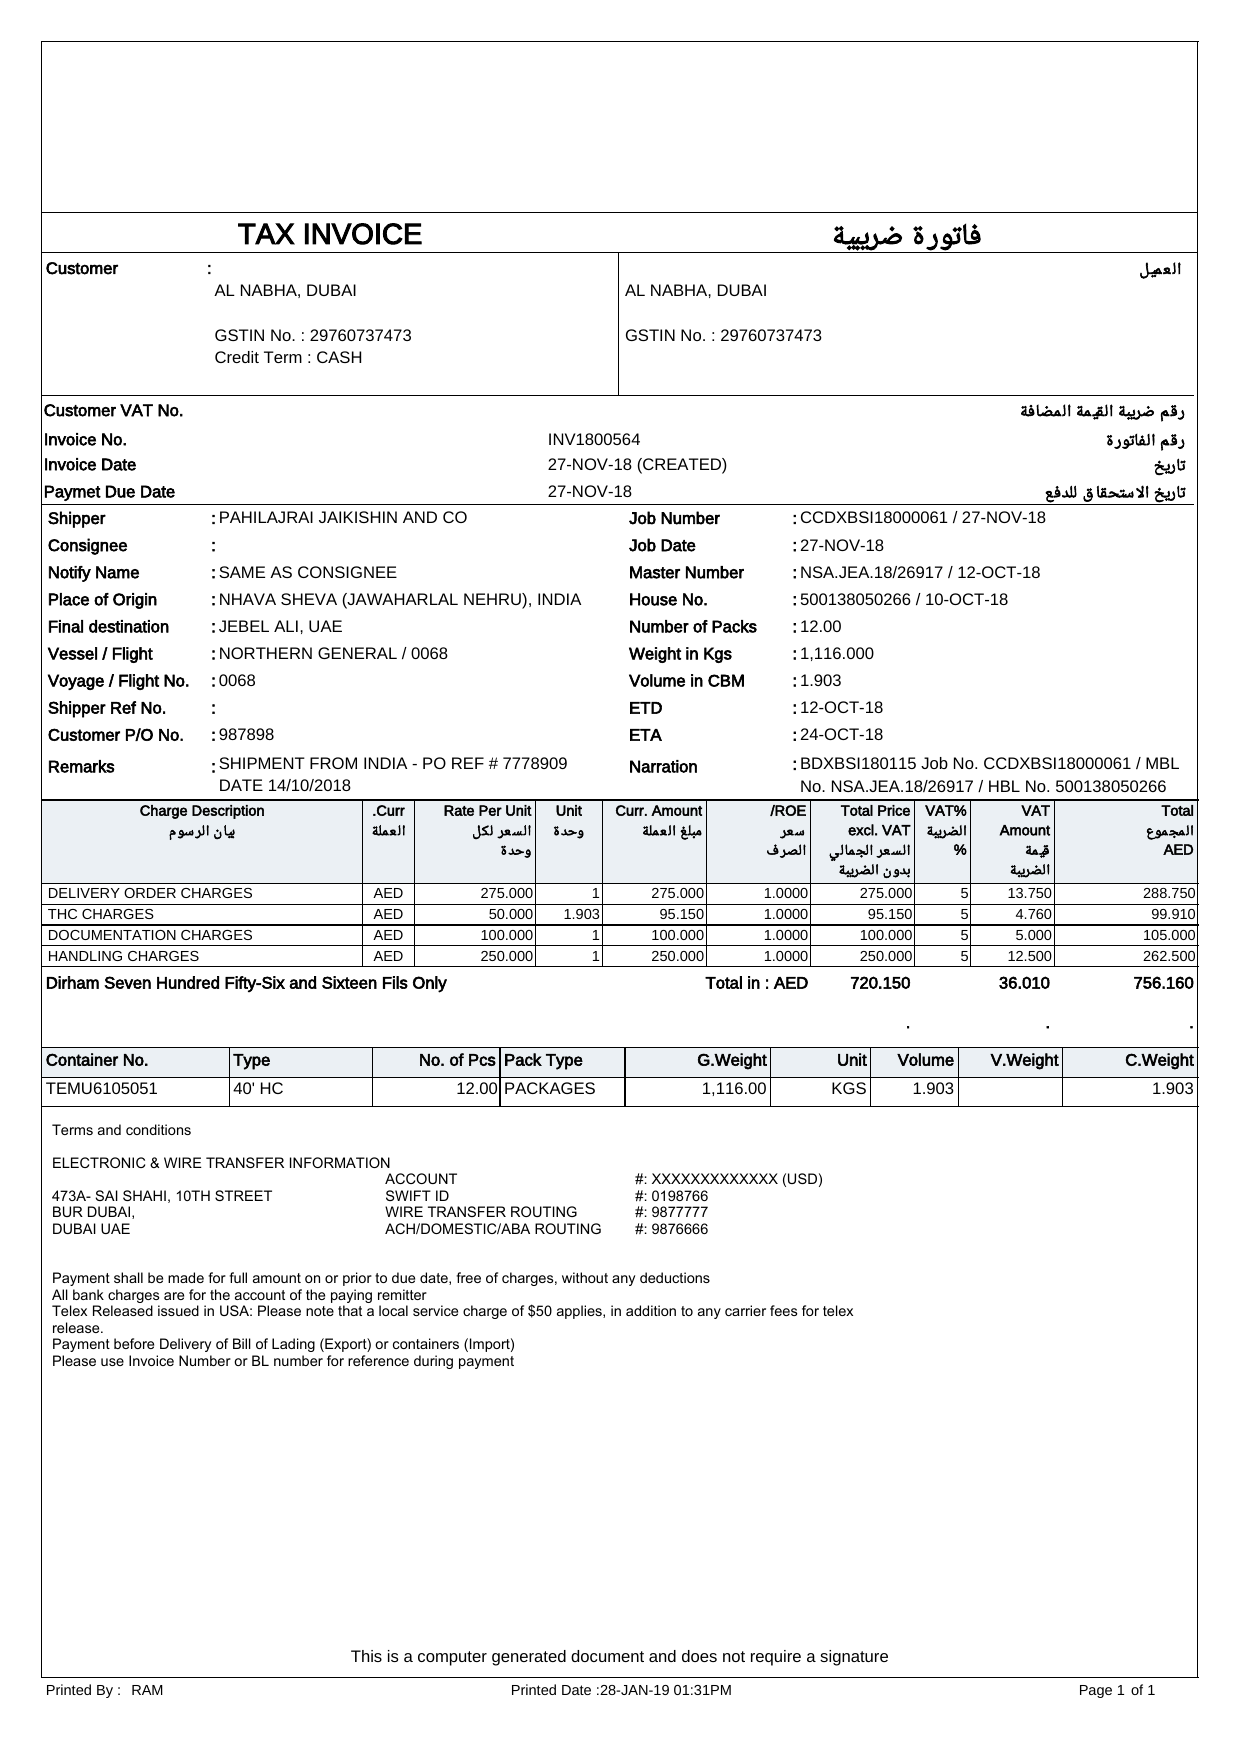 TAX INVOICE فاتورة ضريبية
Customer : العميل
AL NABHA, DUBAI AL NABHA, DUBAI
GSTIN No. : 29760737473 GSTIN No. : 29760737473
Credit Term : CASH
Customer VAT No. رقم ضريبة القيمة المضافة
Invoice No. INV1800564 رقم الفاتورة
Invoice Date 27-NOV-18 (CREATED) تاريخ
Paymet Due Date 27-NOV-18 تاريخ الاستحقاق للدفع
Shipper : PAHILAJRAI JAIKISHIN AND CO Job Number : CCDXBSI18000061 / 27-NOV-18
Consignee : Job Date : 27-NOV-18
Notify Name : SAME AS CONSIGNEE Master Number : NSA.JEA.18/26917 / 12-OCT-18
Place of Origin : NHAVA SHEVA (JAWAHARLAL NEHRU), INDIA House No. : 500138050266 / 10-OCT-18
Final destination : JEBEL ALI, UAE Number of Packs : 12.00
Vessel / Flight : NORTHERN GENERAL / 0068 Weight in Kgs : 1,116.000
Voyage / Flight No. : 0068 Volume in CBM : 1.903
Shipper Ref No. : ETD : 12-OCT-18
Customer P/O No. : 987898 ETA : 24-OCT-18
Remarks : SHIPMENT FROM INDIA - PO REF # 7778909 Narration : BDXBSI180115 Job No. CCDXBSI18000061 / MBL
DATE 14/10/2018 No. NSA.JEA.18/26917 / HBL No. 500138050266
Charge Description .Curr Rate Per Unit Unit Curr. Amount /ROE Total Price VAT% VAT Total
بيان الرسوم العملة السعر لكل وحدة مبلغ العملة سعر excl. VAT الضريبة Amount المجموع
وحدة الصرف السعر الجمالي % قيمة AED
بدون الضريبة الضريبة
DELIVERY ORDER CHARGES AED 275.000 1 275.000 1.0000 275.000 5 13.750 288.750
THC CHARGES AED 50.000 1.903 95.150 1.0000 95.150 5 4.760 99.910
DOCUMENTATION CHARGES AED 100.000 1 100.000 1.0000 100.000 5 5.000 105.000
HANDLING CHARGES AED 250.000 1 250.000 1.0000 250.000 5 12.500 262.500
Dirham Seven Hundred Fifty-Six and Sixteen Fils Only Total in : AED 720.150 36.010 756.160
. . .
Container No. Type No. of Pcs Pack Type G.Weight Unit Volume V.Weight C.Weight
TEMU6105051 40' HC 12.00 PACKAGES 1,116.00 KGS 1.903 1.903
Terms and conditions
ELECTRONIC & WIRE TRANSFER INFORMATION
ACCOUNT #: XXXXXXXXXXXXX (USD)
473A- SAI SHAHI, 10TH STREET SWIFT ID #: 0198766
BUR DUBAI, WIRE TRANSFER ROUTING #: 9877777
DUBAI UAE ACH/DOMESTIC/ABA ROUTING #: 9876666
Payment shall be made for full amount on or prior to due date, free of charges, without any deductions
All bank charges are for the account of the paying remitter
Telex Released issued in USA: Please note that a local service charge of $50 applies, in addition to any carrier fees for telex
release.
Payment before Delivery of Bill of Lading (Export) or containers (Import)
Please use Invoice Number or BL number for reference during payment
This is a computer generated document and does not require a signature
Printed By : RAM Printed Date :28-JAN-19 01:31PM Page 1 of 1